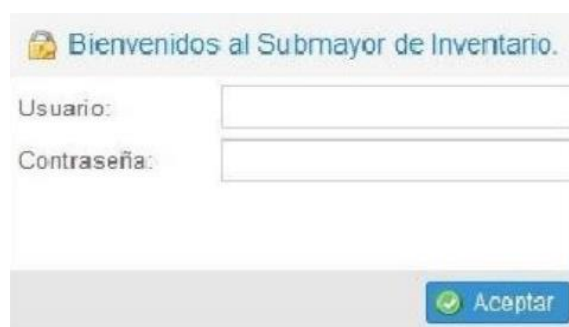 Bienvenidos al Submayor de Inventario.
Usuario:
Contraseña:
Aceptar